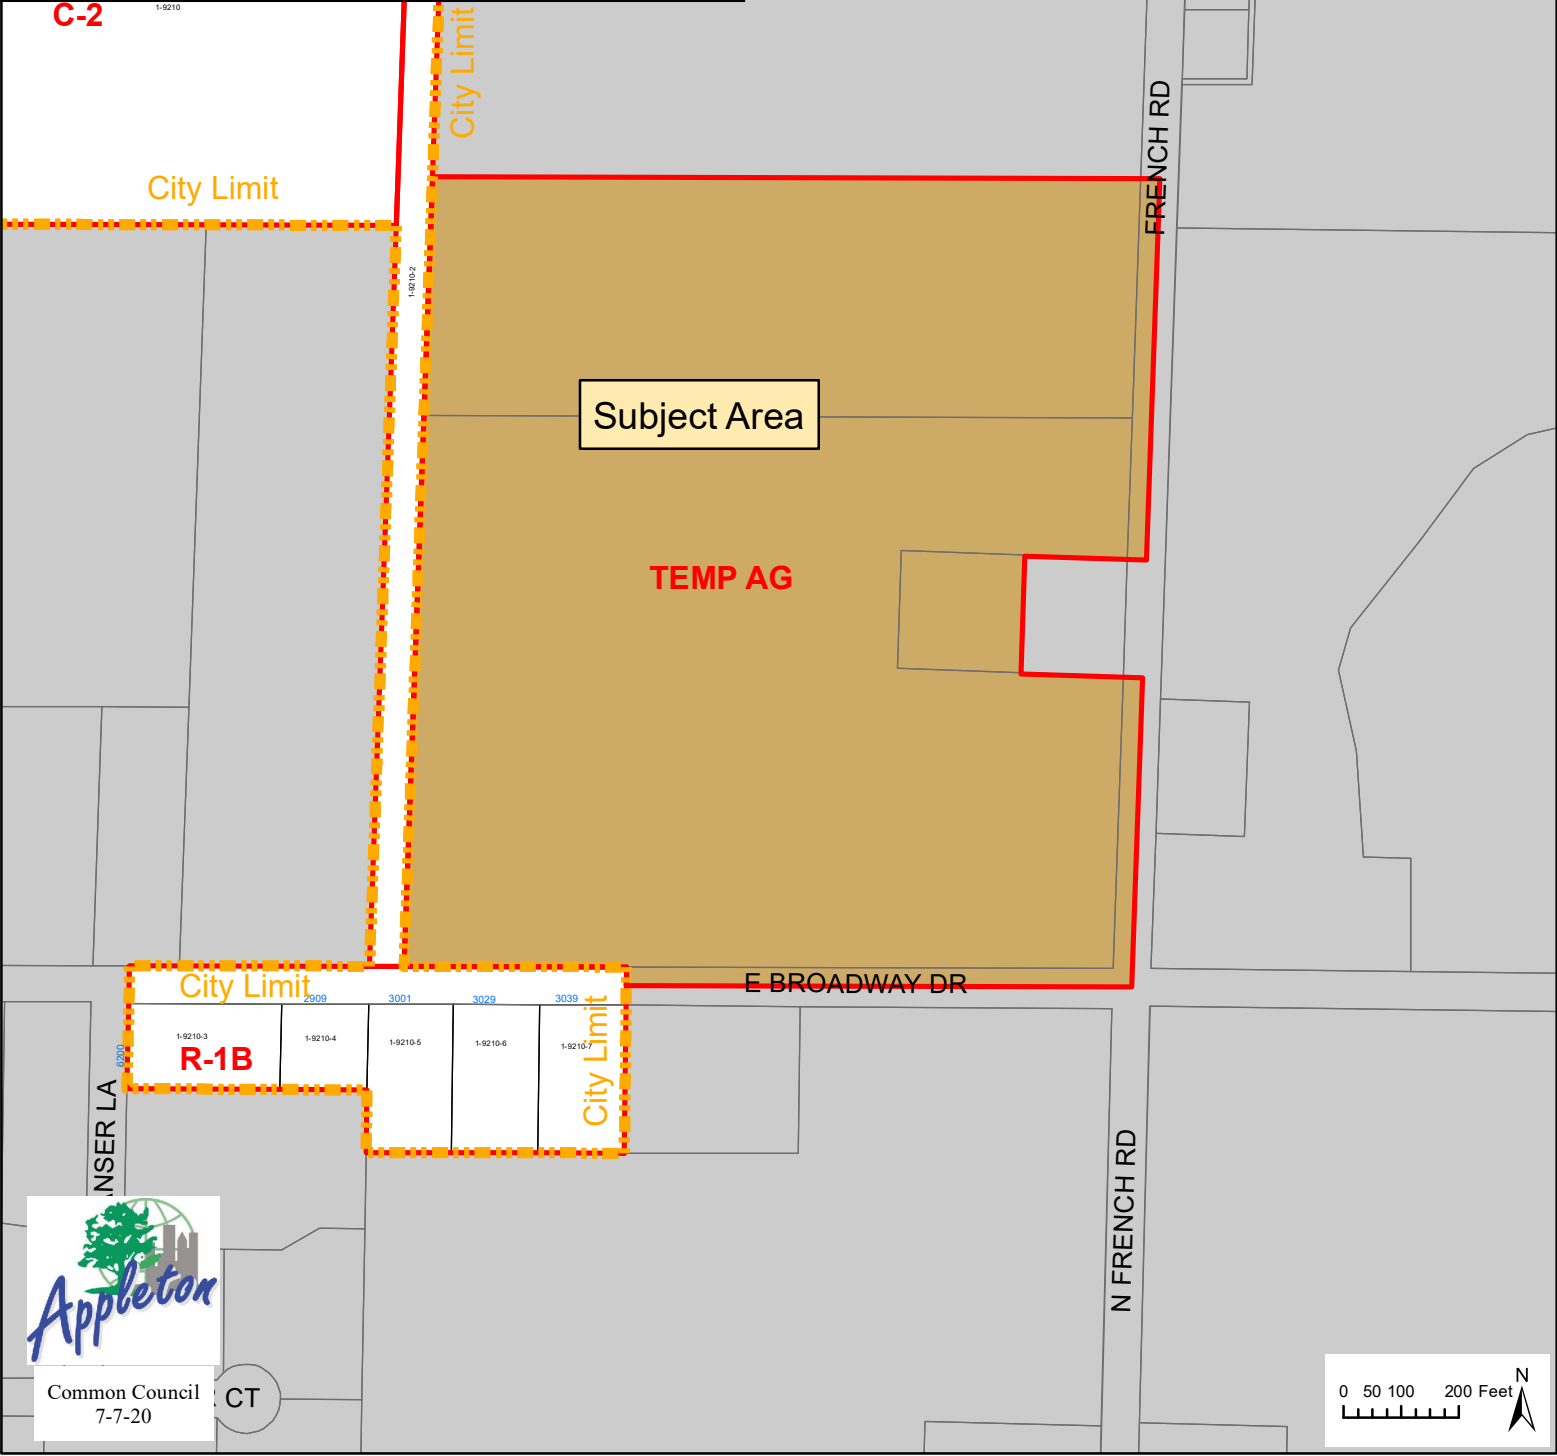 C-2
1-9210
City Limit
FRENCH RD
City Limit
1-9210-2
Subject Area
TEMP AG
City Limit
E BROADWAY DR
2909
3001
3029
3039
1-9210-3
1-9210-4
1-9210-5
1-9210-6
1-9210-7
R-1B
City Limit
6200
ANSER LA
N FRENCH RD
Appleton
Common Council
7-7-20
CT
N
0 50 100 200 Feet